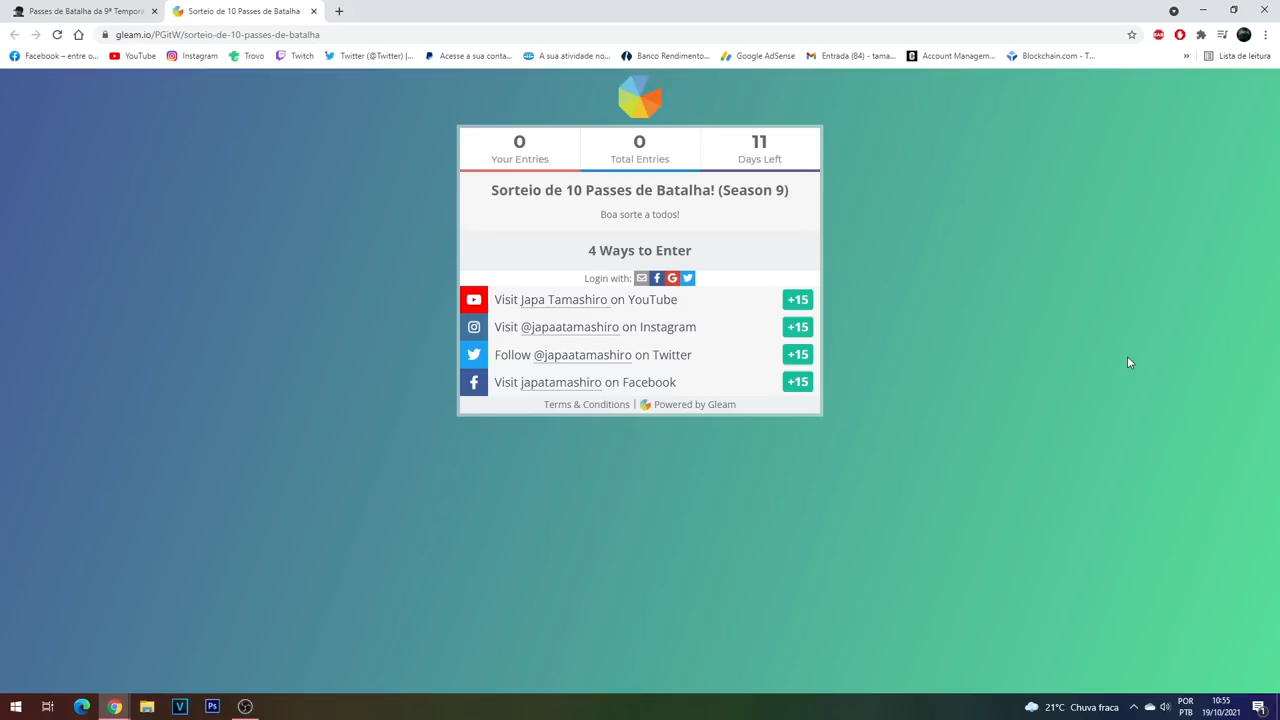 Passes de Batalha da 9ª Tempora
Sorteio de 10 Passes de Batalha
gleam.io/PGitW/sorteio-de-10-passes-de-batalha
Facebook – entre o... YouTube Instagram Trovo Twitch Twitter (@Twitter) |... Acesse a sua conta... A sua atividade no... Banco Rendimento... Google AdSense Entrada (84) - tama... Account Managem... Blockchain.com - T... » Lista de leitura
0 0 11
Your Entries Total Entries Days Left
Sorteio de 10 Passes de Batalha! (Season 9)
Boa sorte a todos!
4 Ways to Enter
Login with:
Visit Japa Tamashiro on YouTube +15
Visit @japaatamashiro on Instagram +15
Follow @japaatamashiro on Twitter +15
Visit japatamashiro on Facebook +15
Terms & Conditions | Powered by Gleam
21°C Chuva fraca
POR
PTB
10:55
19/10/2021